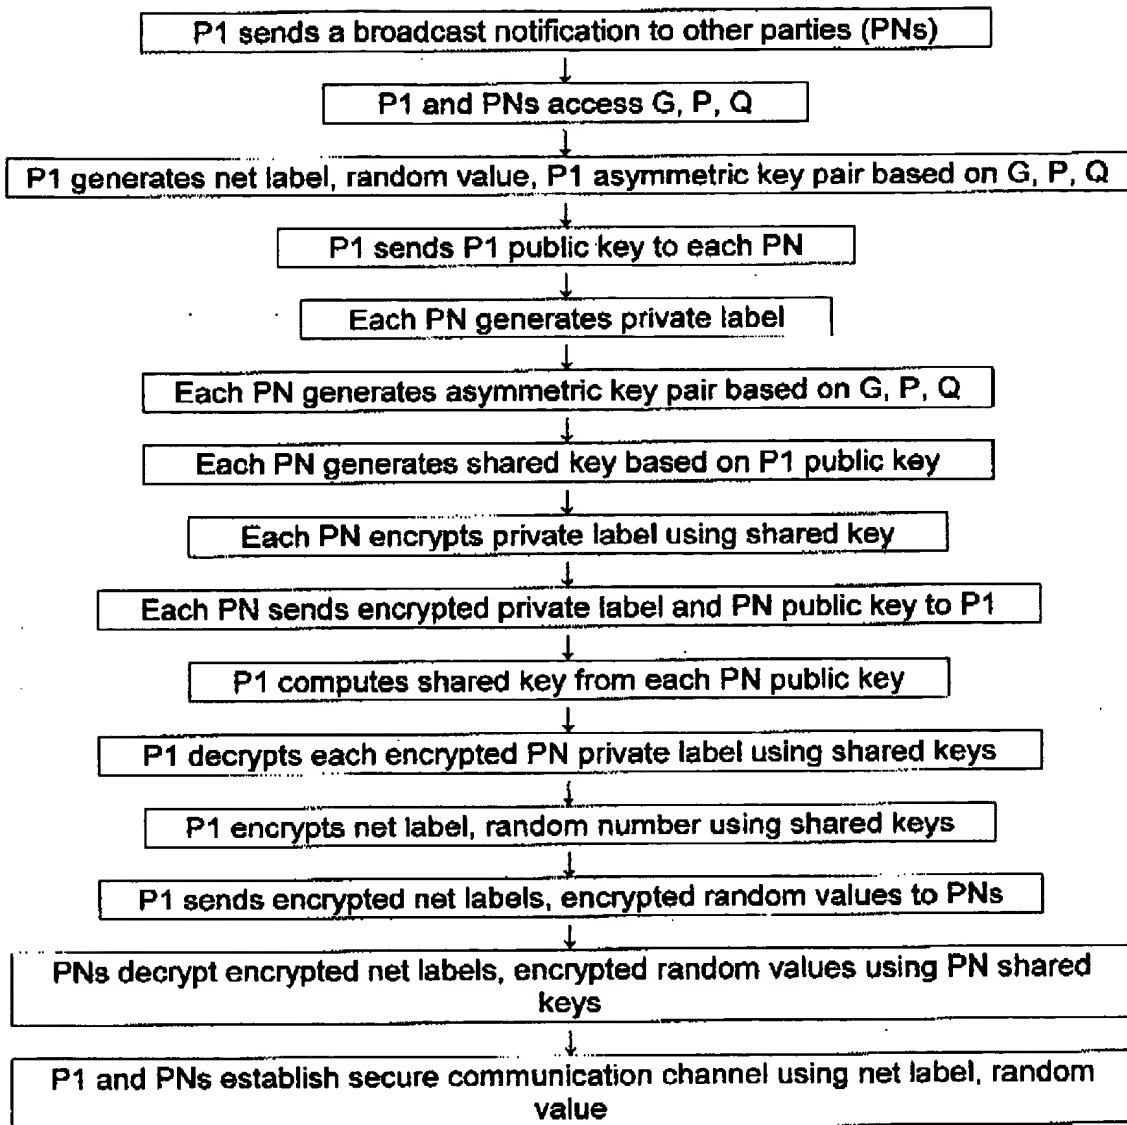 P1 sends a broadcast notification to other parties (PNs)
P1 and PNs access G, P, Q
P1 generates net label, random value, P1 asymmetric key pair based on G, P, Q
P1 sends P1 public key to each PN
Each PN generates private label
Each PN generates asymmetric key pair based on G, P, Q
Each PN generates shared key based on P1 public key
Each PN encrypts private label using shared key
Each PN sends encrypted private label and PN public key to P1
P1 computes shared key from each PN public key
P1 decrypts each encrypted PN private label using shared keys
P1 encrypts net label, random number using shared keys
P1 sends encrypted net labels, encrypted random values to PNs
PNs decrypt encrypted net labels, encrypted random values using PN shared
keys
P1 and PNs establish secure communication channel using net label, random
value